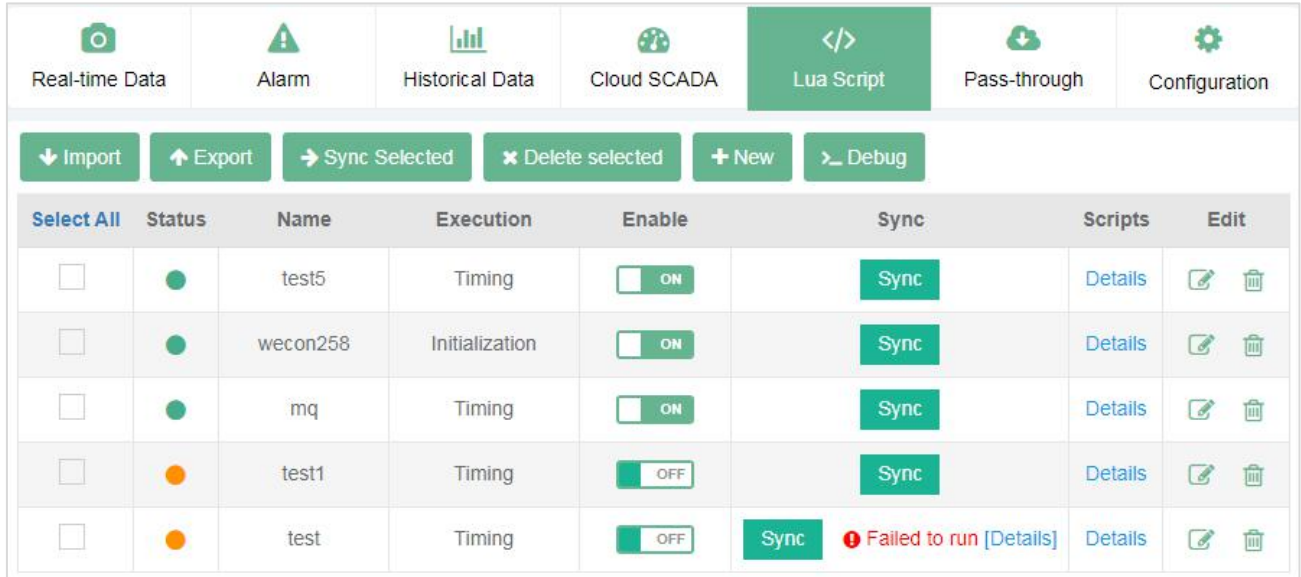 Real-time Data Alarm Historical Data Cloud SCADA Lua Script Pass-through Configuration
Import Export Sync Selected Delete selected New Debug
Select All Status Name Execution Enable Sync Scripts Edit
test5 Timing ON Sync Details
wecon258 Initialization ON Sync Details
mq Timing ON Sync Details
test1 Timing OFF Sync Details
test Timing OFF Sync Failed to run [Details] Details